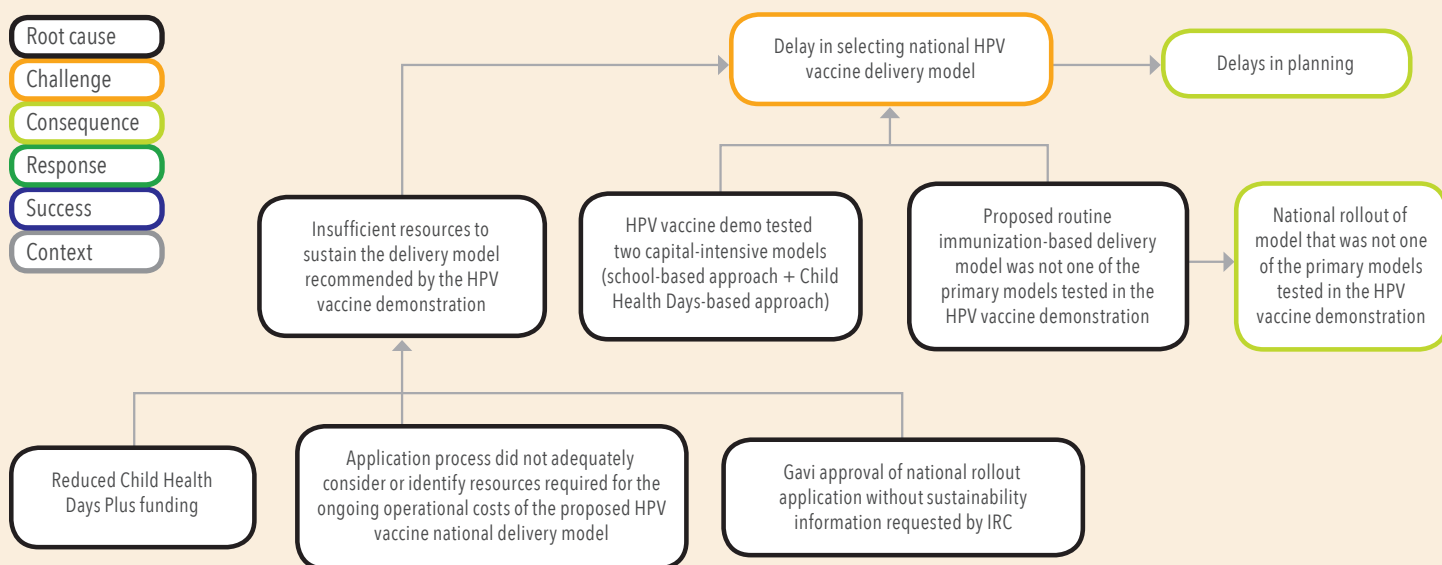 Root cause
Challenge
Consequence
Response
Success
Context
Delay in selecting national HPV
vaccine delivery model
Delays in planning
Insufficient resources to
sustain the delivery model
recommended by the HPV
vaccine demonstration
HPV vaccine demo tested
two capital-intensive models
(school-based approach + Child
Health Days-based approach)
Proposed routine
immunization-based delivery
model was not one of the
primary models tested in the
HPV vaccine demonstration
National rollout of
model that was not one
of the primary models
tested in the HPV
vaccine demonstration
Reduced Child Health
Days Plus funding
Application process did not adequately
consider or identify resources required for the
ongoing operational costs of the proposed HPV
vaccine national delivery model
Gavi approval of national rollout
application without sustainability
information requested by IRC